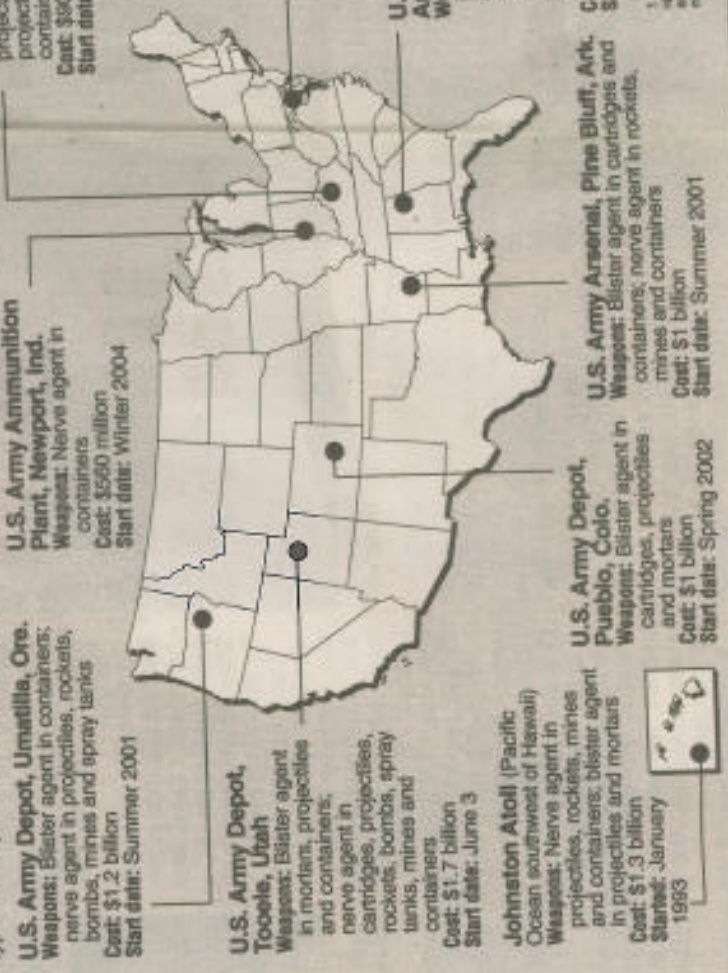 projec
projec
contain
Cost: $90
Start date
U.
A
W
U.S. Army Ammunition
Plant, Newport, Ind.
Weapons: Nerve agent in
containers
Cost: $560 million
Start date: Winter 2004
U.S. Army Depot, Umatilla, Ore.
Weapons: Blister agent in containers;
nerve agent in projectiles, rockets,
bombs, mines and spray tanks
Cost: $1.2 billion
Start date: Summer 2001
U.S. Army Depot,
Tooele, Utah
Weapons: Blister agent
in mortars, projectiles
and containers;
nerve agent in
cartridges, projectiles,
rockets, bombs, spray
tanks, mines and
containers
Cost: $1.7 billion
Start date: June 3
Johnston Atoll (Pacific
Ocean southwest of Hawaii)
Weapons: Nerve agent in
projectiles, rockets, mines
and containers; blister agent
in projectiles and mortars
Cost: $1.3 billion
Started: January
1993
U.S. Army Depot,
Pueblo, Colo.
Weapons: Blister agent in
cartridges, projectiles
and mortars
Cost: $1 billion
Start date: Spring 2002
U.S. Army Arsenal, Pine Bluff, Ark.
Weapons: Blister agent in cartridges and
containers; nerve agent in rockets,
mines and containers
Cost: $1 billion
Start date: Summer 2001
C
S